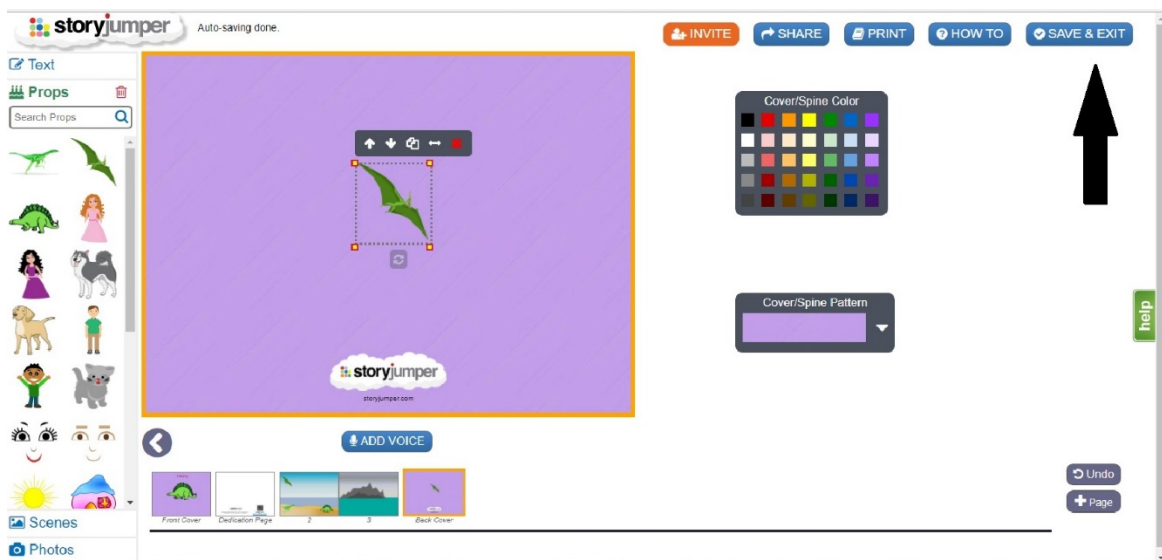 storyjumper
Auto-saving done.
INVITE
SHARE
PRINT
HOW TO
SAVE & EXIT
Text
Props
Search Props
Cover/Spine Color
Cover/Spine Pattern
help
storyjumper
storyjumper.com
ADD VOICE
Front Cover
Dedication Page
2
3
Back Cover
Undo
Page
Scenes
Photos